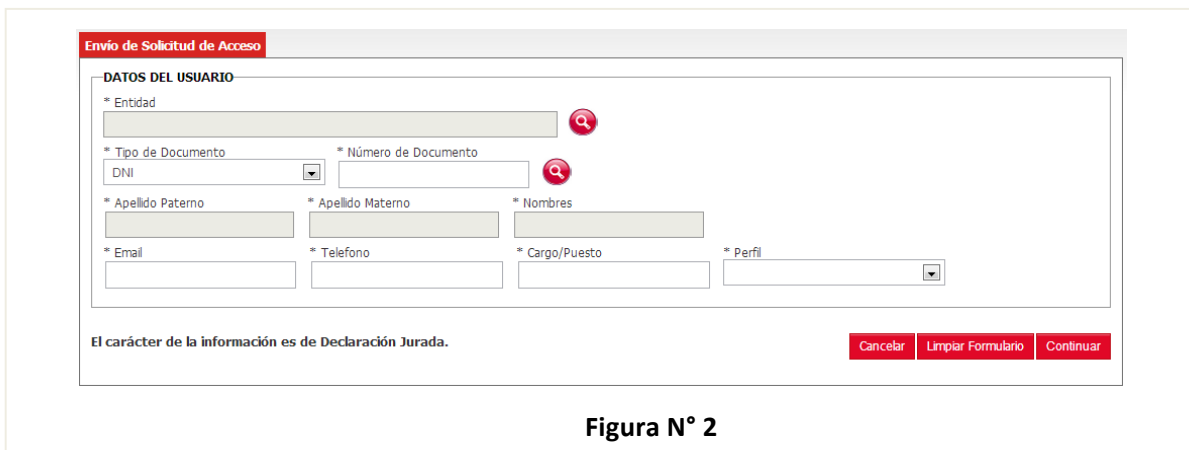 Envío de Solicitud de Acceso
DATOS DEL USUARIO
* Entidad
* Tipo de Documento * Número de Documento
DNI
* Apellido Paterno * Apellido Materno * Nombres
* Email * Telefono * Cargo/Puesto * Perfil
El carácter de la información es de Declaración Jurada. Cancelar Limpiar Formulario Continuar
Figura N° 2